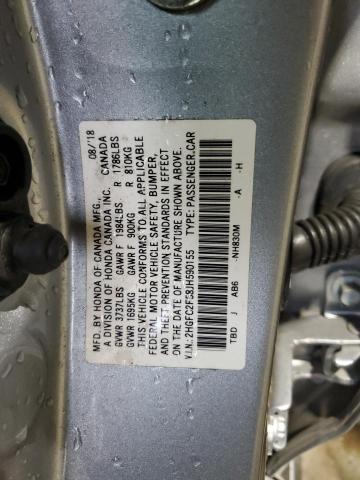 MFD. BY HONDA OF CANADA MFG. 08/'18
A DIVISION OF HONDA CANADA INC. CANADA
GVWR 3737LBS GAWR F 1984LBS. R 1786LBS
GVWR 1695KG GAWR F 900KG R 810KG
THIS VEHICLE CONFORMS TO ALL APPLICABLE
FEDERAL MOTOR VEHICLE SAFETY, BUMPER,
AND THEFT PREVENTION STANDARDS IN EFFECT
ON THE DATE OF MANUFACTURE SHOWN ABOVE.
V.I.N.: 2HGFC2F58JH590155 TYPE: PASSENGER.CAR
-NH830M -A -H
TBD J AB6